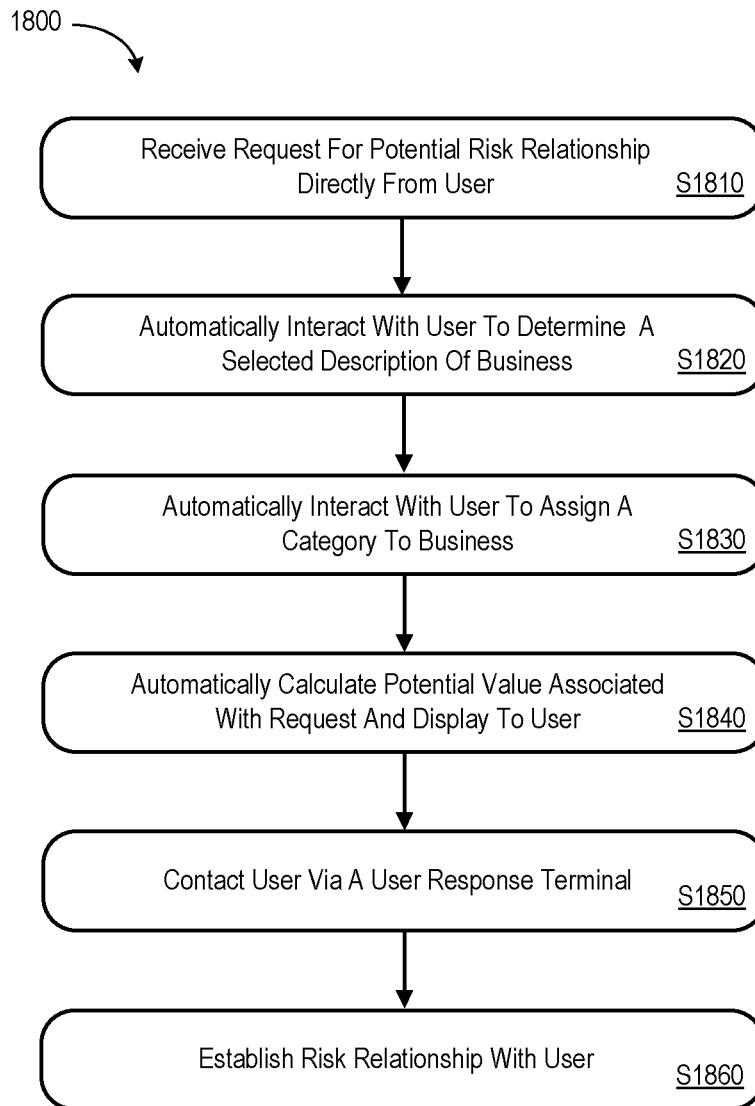 1800
Receive Request For Potential Risk Relationship
Directly From User
S1810
Automatically Interact With User To Determine A
Selected Description Of Business
S1820
Automatically Interact With User To Assign A
Category To Business
S1830
Automatically Calculate Potential Value Associated
With Request And Display To User
S1840
Contact User Via A User Response Terminal
S1850
Establish Risk Relationship With User
S1860